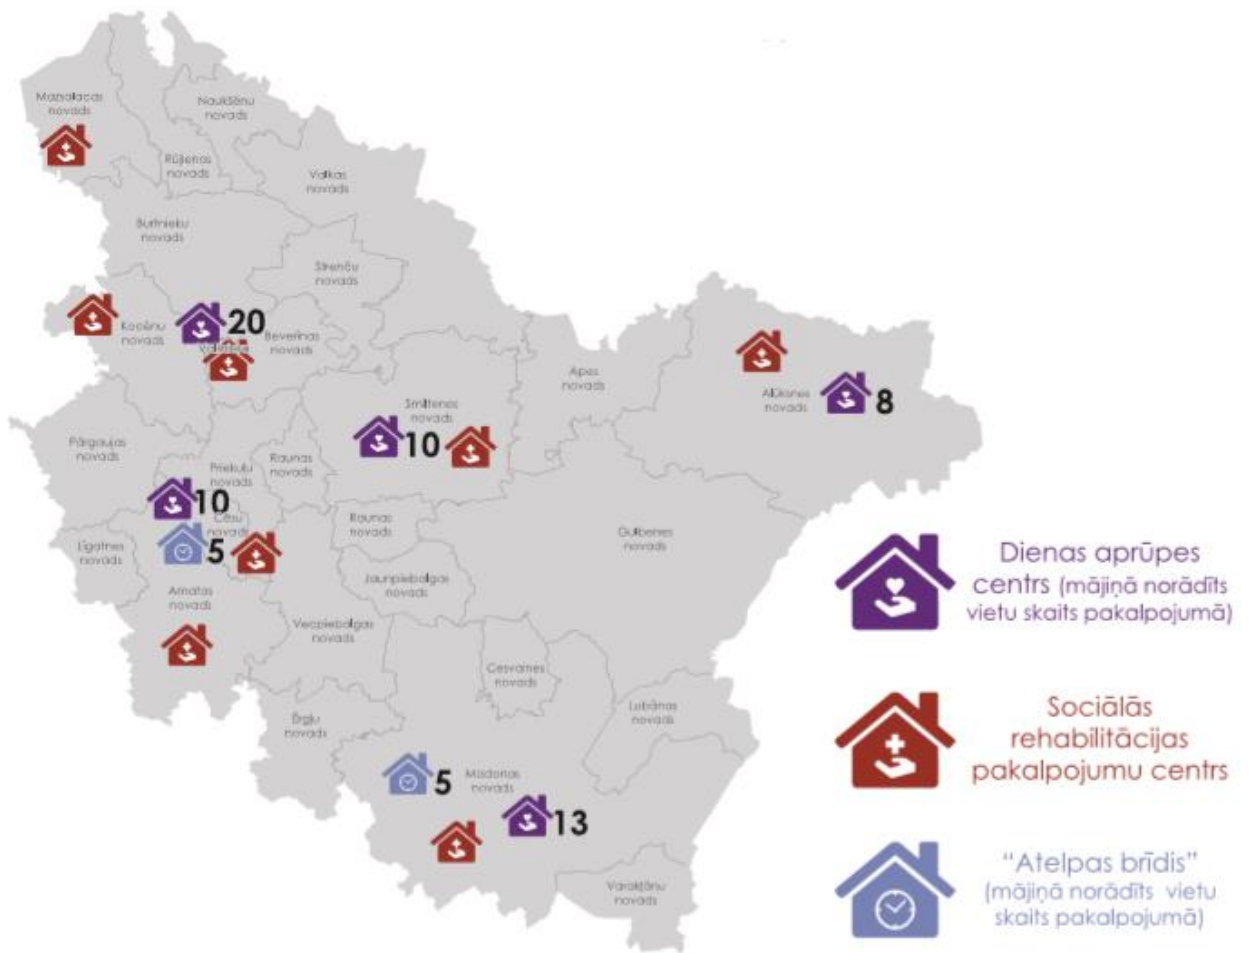 Mazsalacas
novads
Naukšēnu
novads
Rūjienas
novads
Valkas
novads
Burtnieku
novads
Strenču
novads
Kocēnu
novads
20
Beverīnas
novads
Apes
novads
Alūksnes
novads
8
Smiltenes
novads
10
Pārgaujas
novads
Priekuļu
novads
Raunas
novads
10
Cēsu
novads
5
Līgatnes
novads
Raunas
novads
Gulbenes
novads
Amatas
novads
Jaunpiebalgas
novads
Vecpiebalgas
novads
Cesvaines
novads
Lubānas
novads
Ērgļu
novads
5
Madonas
novads
13
Varakļānu
novads
Dienas aprūpes
centrs (mājiņā norādīts
vietu skaits pakalpojumā)
Sociālās
rehabilitācijas
pakalpojumu centrs
“Atelpas brīdis”
(mājiņā norādīts vietu
skaits pakalpojumā)